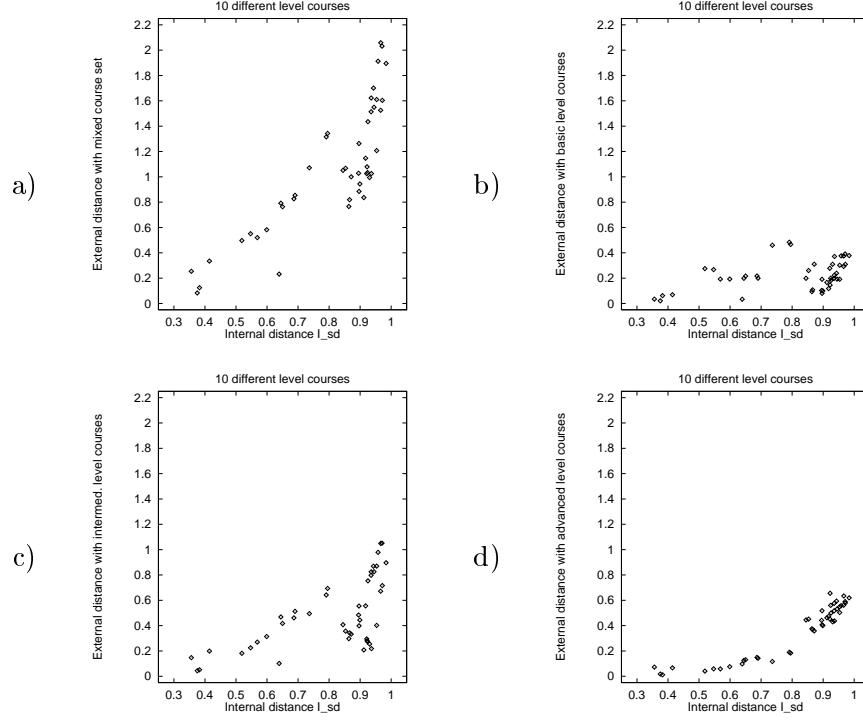 a)
10 different level courses
External distance with mixed course set
2.2
2
1.8
1.6
1.4
1.2
1
0.8
0.6
0.4
0.2
0
0.3 0.4 0.5 0.6 0.7 0.8 0.9 1
Internal distance I_sd
b)
10 different level courses
External distance with basic level courses
2.2
2
1.8
1.6
1.4
1.2
1
0.8
0.6
0.4
0.2
0
0.3 0.4 0.5 0.6 0.7 0.8 0.9 1
Internal distance I_sd
c)
10 different level courses
External distance with intermed. level courses
2.2
2
1.8
1.6
1.4
1.2
1
0.8
0.6
0.4
0.2
0
0.3 0.4 0.5 0.6 0.7 0.8 0.9 1
Internal distance I_sd
d)
10 different level courses
External distance with advanced level courses
2.2
2
1.8
1.6
1.4
1.2
1
0.8
0.6
0.4
0.2
0
0.3 0.4 0.5 0.6 0.7 0.8 0.9 1
Internal distance I_sd